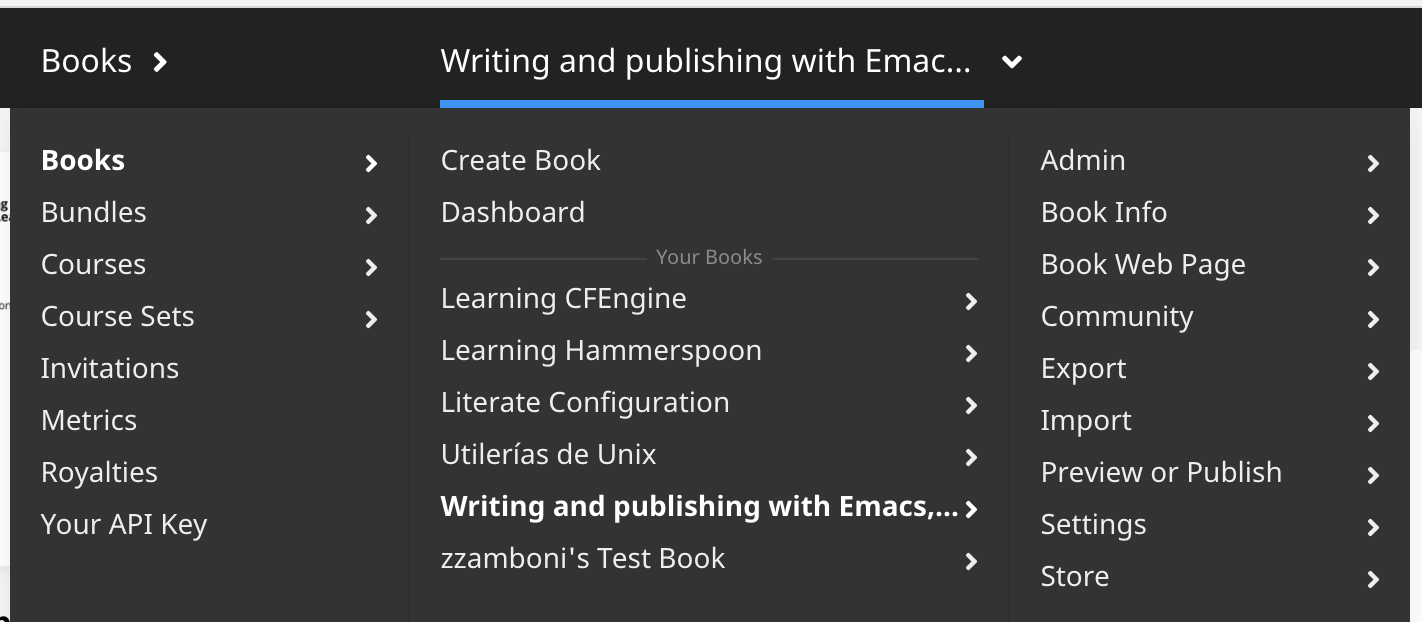 Books
Writing and publishing with Emac...
Books
Bundles
Courses
Course Sets
Invitations
Metrics
Royalties
Your API Key
Create Book
Dashboard
Your Books
Learning CFEngine
Learning Hammerspoon
Literate Configuration
Utilerías de Unix
Writing and publishing with Emacs,...
zzamboni's Test Book
Admin
Book Info
Book Web Page
Community
Export
Import
Preview or Publish
Settings
Store